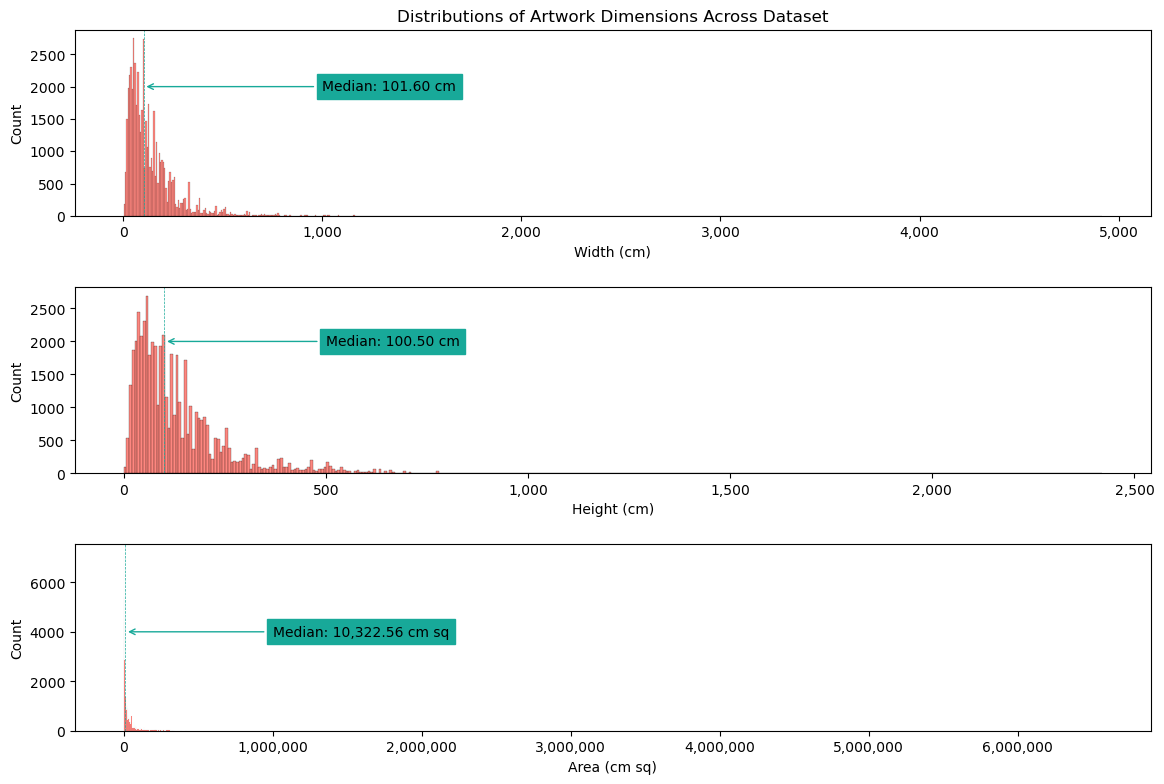 Distributions of Artwork Dimensions Across Dataset
Count
2500
2000
1500
1000
500
0
Median: 101.60 cm
0 1,000 2,000 3,000 4,000 5,000
Width (cm)
Count
2500
2000
1500
1000
500
0
Median: 100.50 cm
0 500 1,000 1,500 2,000 2,500
Height (cm)
Count
6000
4000
2000
0
Median: 10,322.56 cm sq
0 1,000,000 2,000,000 3,000,000 4,000,000 5,000,000 6,000,000
Area (cm sq)